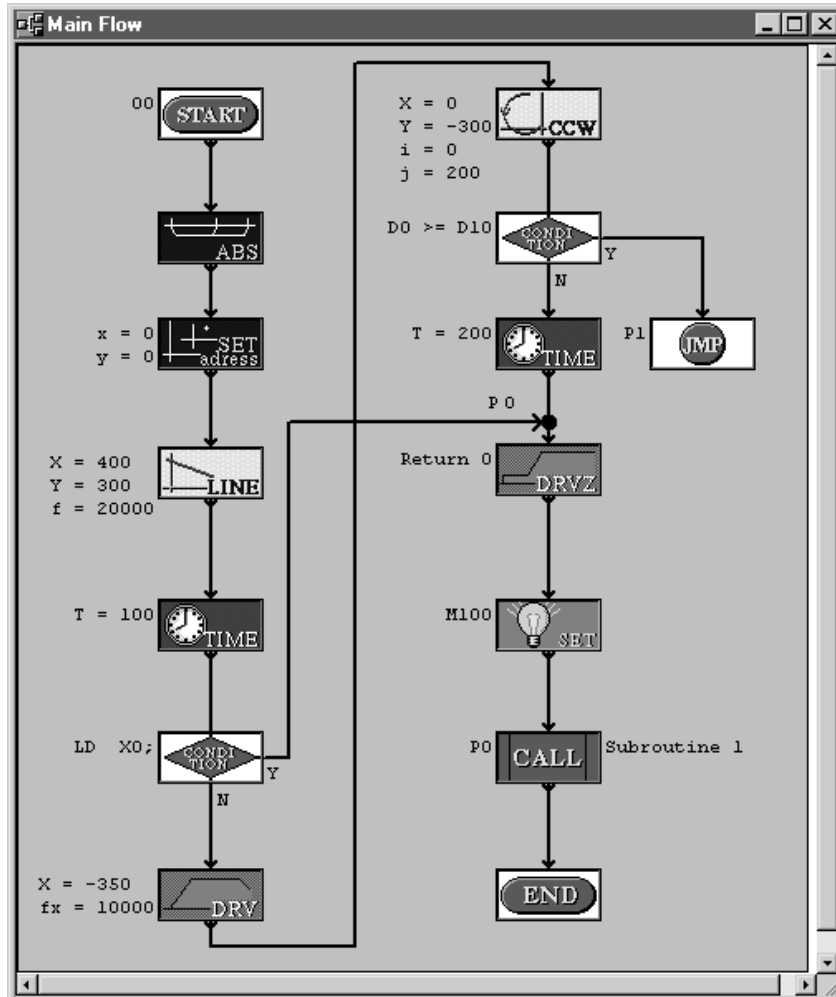 Main Flow
00
START
ABS
x = 0
y = 0
SET
adress
X = 400
Y = 300
f = 20000
LINE
T = 100
TIME
LD X0;
CONDI
TION
Y
N
X = -350
fx = 10000
DRV
X = 0
Y = -300
i = 0
j = 200
CCW
D0 >= D10
CONDI
TION
Y
N
T = 200
TIME
P1
JMP
P 0
Return 0
DRVZ
M100
SET
P0
CALL
Subroutine 1
END